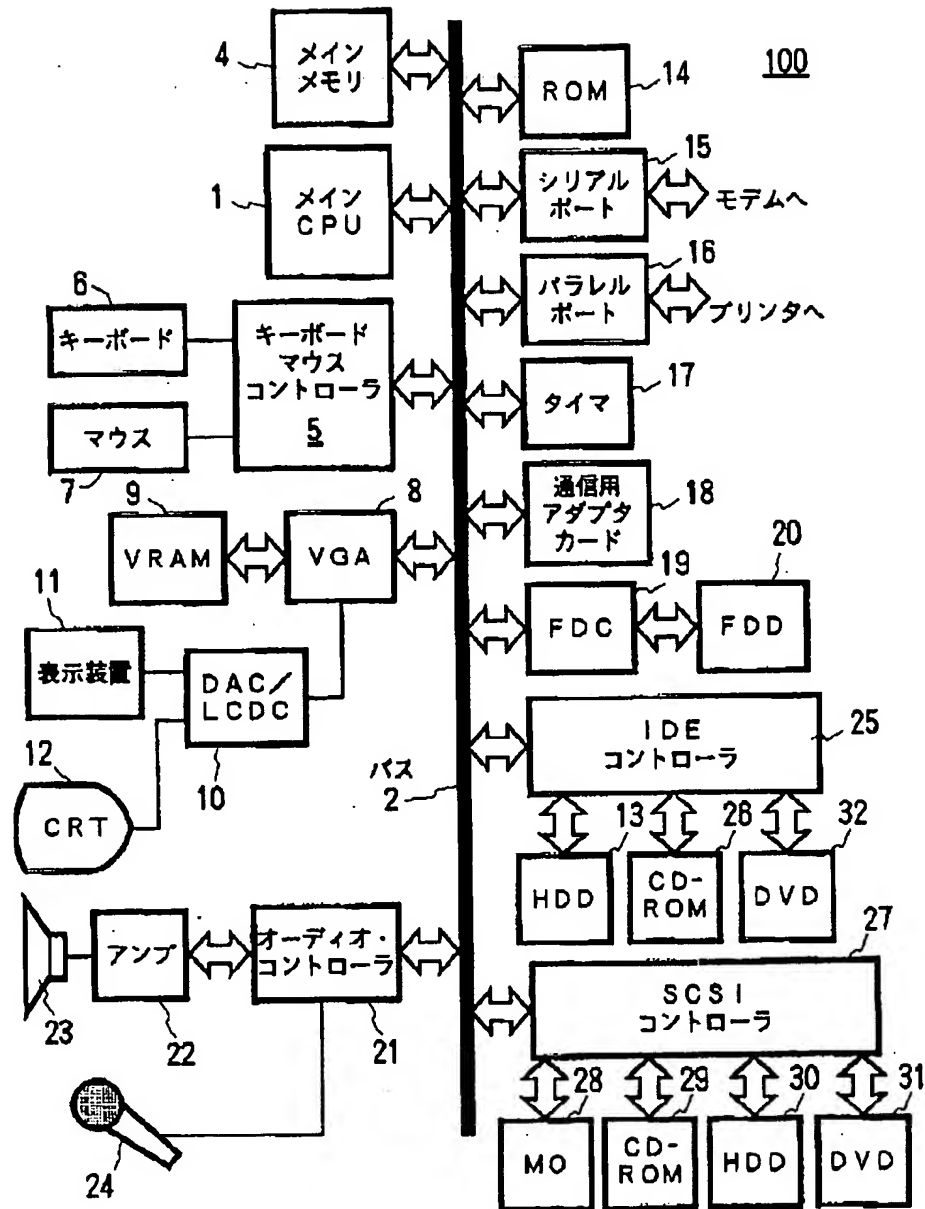 100
4
メイン
メモリ
ROM
14
1
メイン
CPU
15
シリアル
ポート
モデムへ
16
パラレル
ポート
プリンタへ
6
キーボード
キーボード
マウス
コントローラ
5
マウス
7
17
タイマ
通信用
アダプタ
カード
18
9
VRAM
8
VGA
19
FDC
20
FDD
11
表示装置
DAC/
LCDC
10
12
CRT
バス
2
IDE
コントローラ
25
13
HDD
26
CD-
ROM
32
DVD
23
アンプ
22
オーディオ・
コントローラ
21
24
27
SCSI
コントローラ
28
MO
29
CD-
ROM
30
HDD
31
DVD